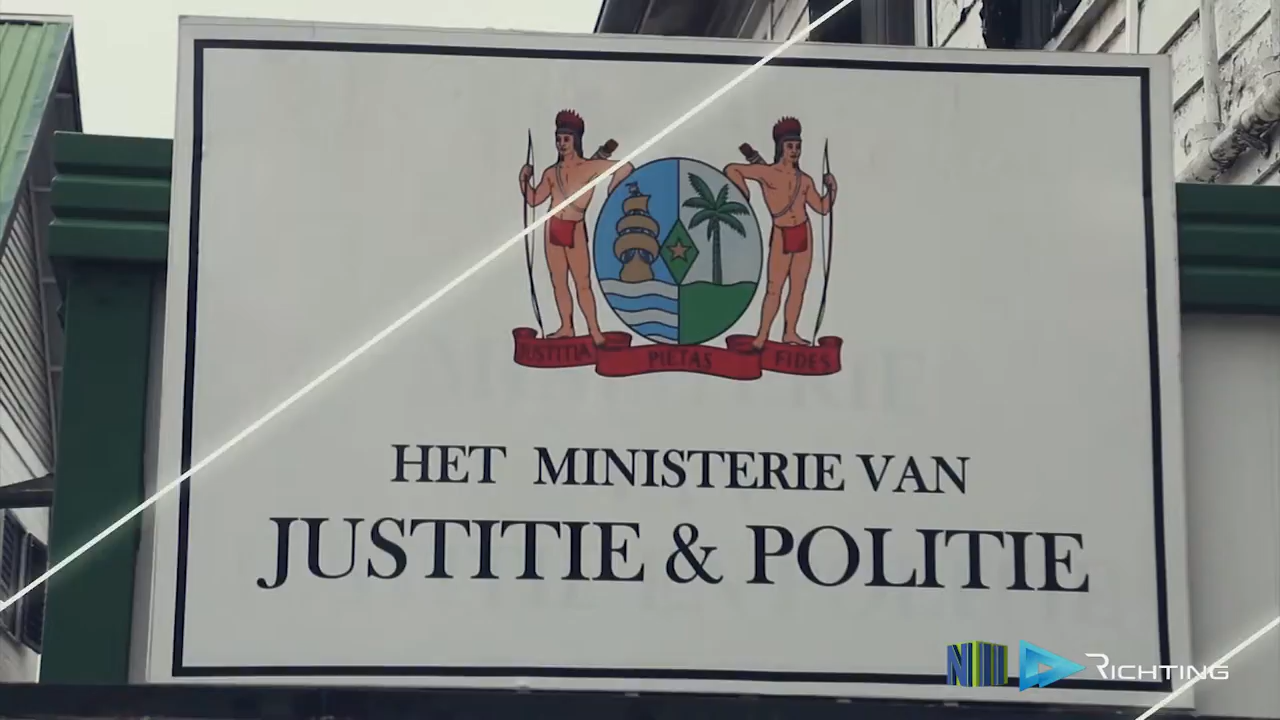 JUSTITIA PIETAS FIDES
HET MINISTERIE VAN
JUSTITIE & POLITIE
RICHTING